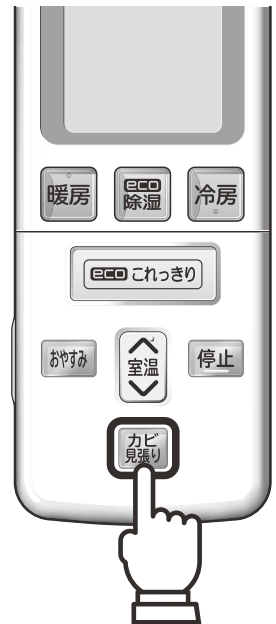 暖房
eco
除湿
冷房
eco これっきり
おやすみ
室温
停止
カビ
見張り